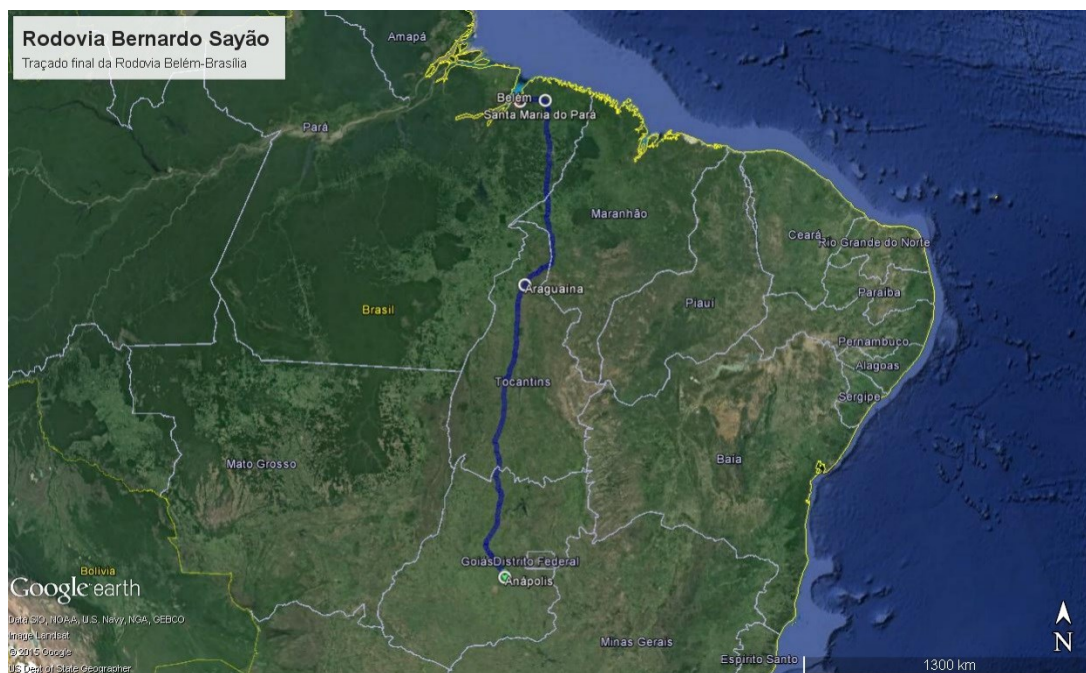 Rodovia Bernardo Sayão
Traçado final da Rodovia Belém-Brasília
Amapá
Belém
Santa Maria do Pará
Pará
Maranhão
Ceará
Rio Grande do Norte
Araguaína
Piauí
Paraíba
Brasil
Pernambuco
Alagoas
Tocantins
Sergipe
Mato Grosso
Baía
Goiás
Distrito Federal
Bolívia
Anápolis
Google earth
Data SIO, NOAA, U.S. Navy, NGA, GEBCO
Image Landsat
© 2015 Google
US Dept of State Geographer
Minas Gerais
Espírito Santo
1300 km
N